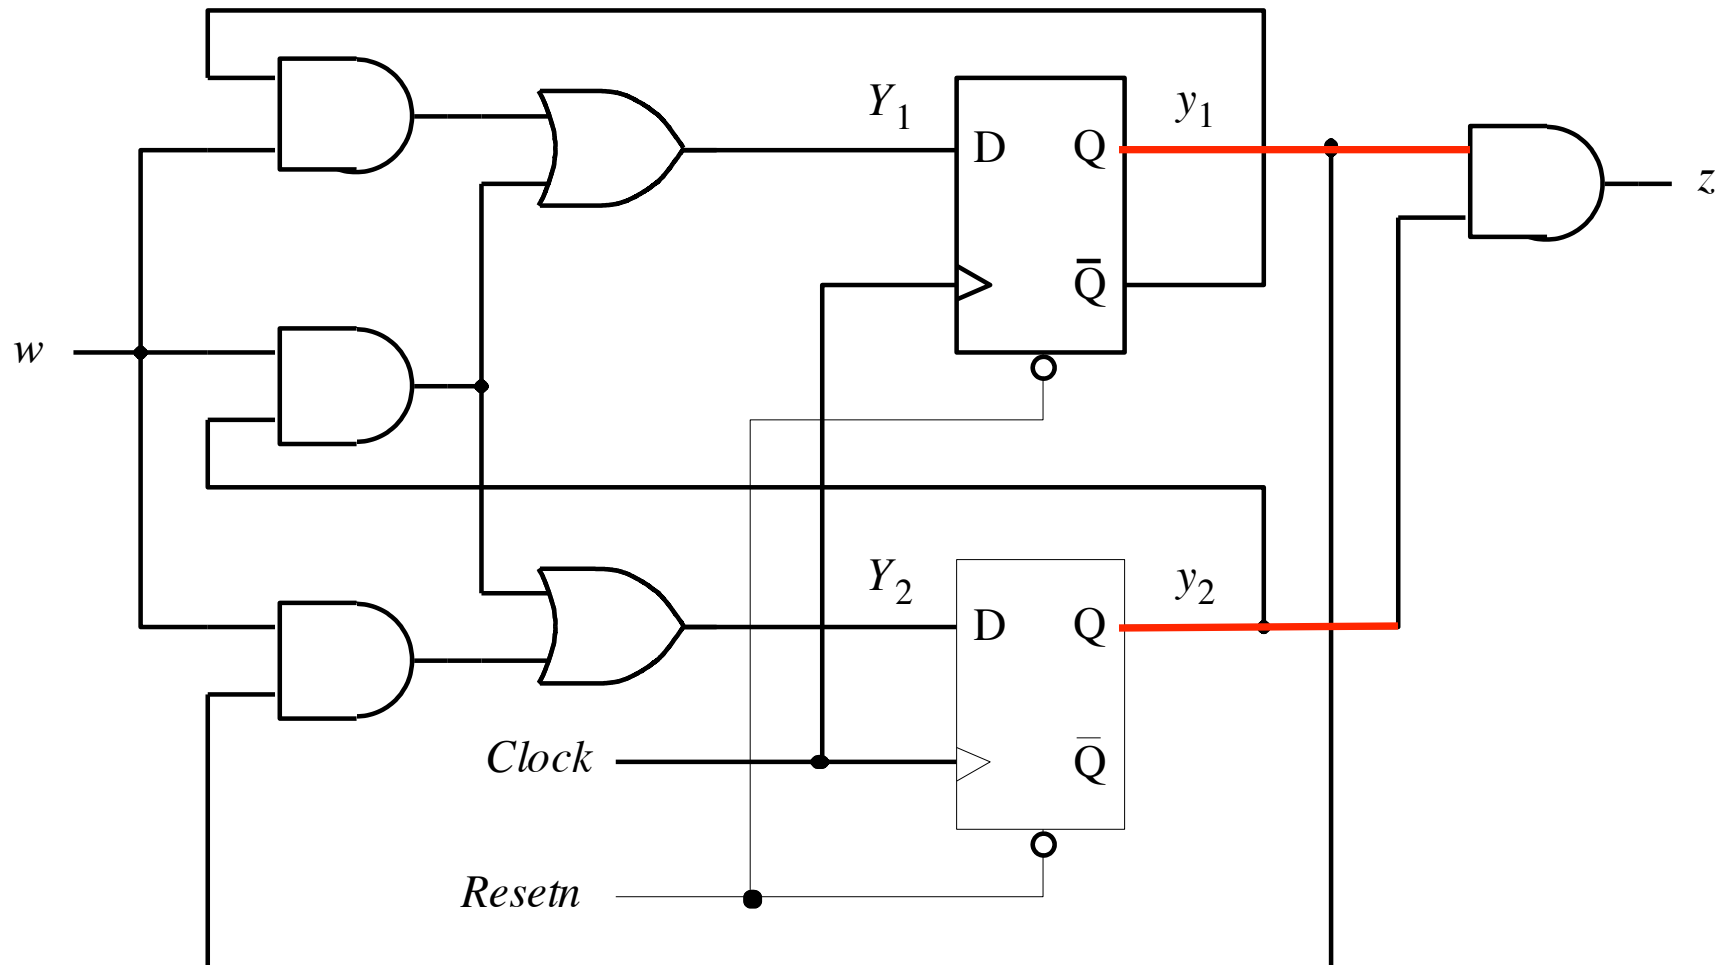 Y₁
y₁
D
Q
z
Q̅
w
Y₂
y₂
D
Q
Clock
Q̅
Resetn